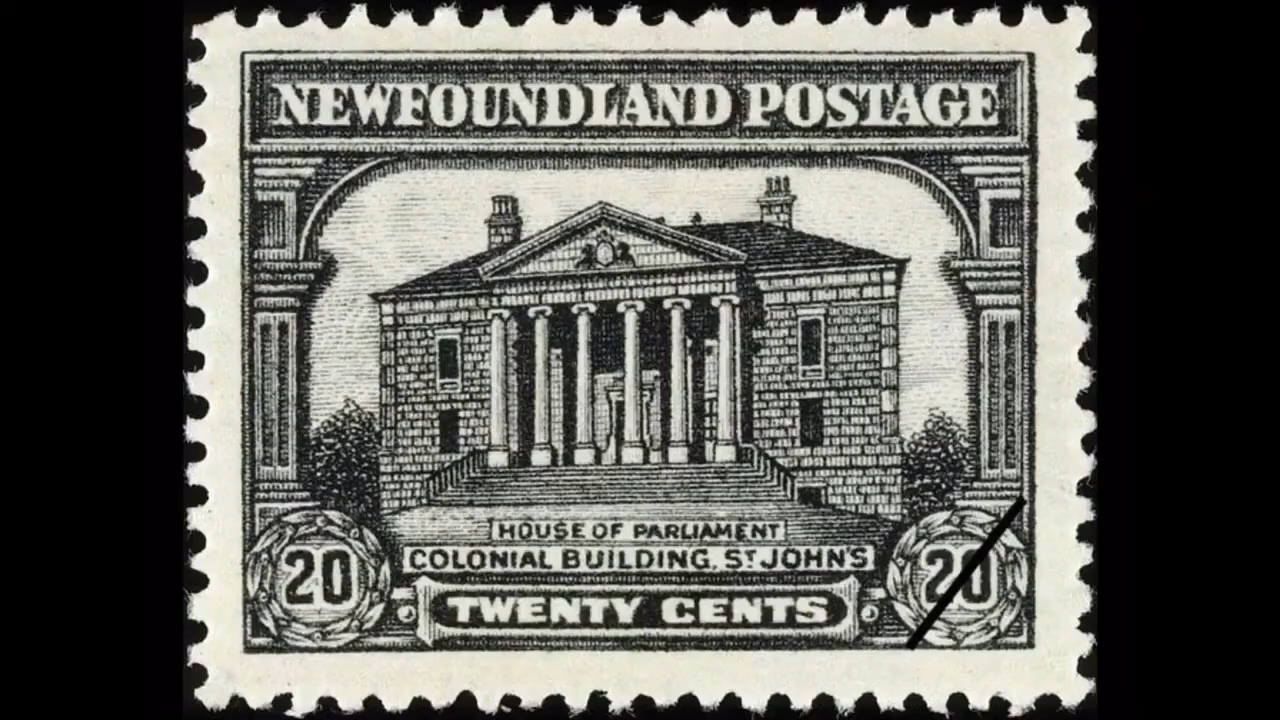 NEWFOUNDLAND POSTAGE
HOUSE OF PARLIAMENT
COLONIAL BUILDING, ST JOHN'S
20 20
TWENTY CENTS